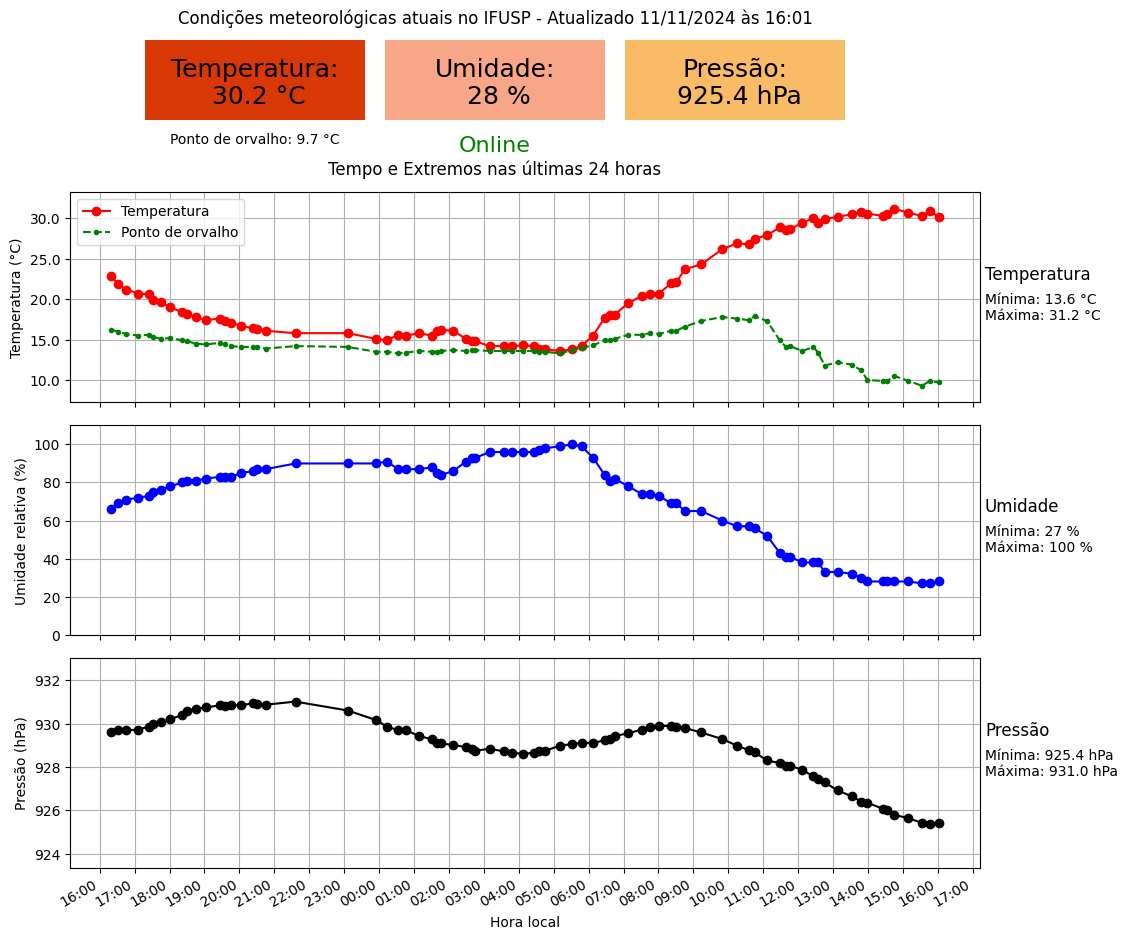 Condições meteorológicas atuais no IFUSP - Atualizado 11/11/2024 às 16:01
Temperatura:
30.2 °C
Umidade:
28 %
Pressão:
925.4 hPa
Ponto de orvalho: 9.7 °C
Online
Tempo e Extremos nas últimas 24 horas
Temperatura
Ponto de orvalho
Temperatura (°C)
30.0
25.0
20.0
15.0
10.0
Temperatura
Mínima: 13.6 °C
Máxima: 31.2 °C
Umidade relativa (%)
100
80
60
40
20
0
Umidade
Mínima: 27 %
Máxima: 100 %
Pressão (hPa)
932
930
928
926
924
Pressão
Mínima: 925.4 hPa
Máxima: 931.0 hPa
16:00 17:00 18:00 19:00 20:00 21:00 22:00 23:00 00:00 01:00 02:00 03:00 04:00 05:00 06:00 07:00 08:00 09:00 10:00 11:00 12:00 13:00 14:00 15:00 16:00 17:00
Hora local